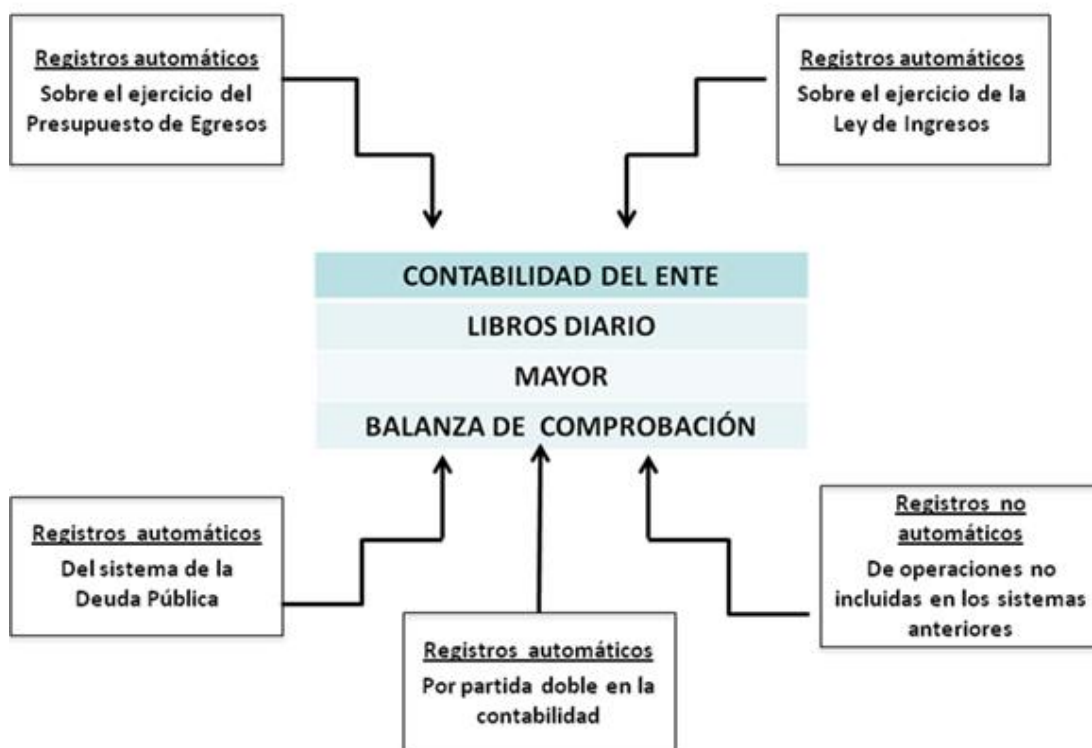 Registros automáticos
Sobre el ejercicio del
Presupuesto de Egresos
Registros automáticos
Sobre el ejercicio de la
Ley de Ingresos
CONTABILIDAD DEL ENTE
LIBROS DIARIO
MAYOR
BALANZA DE COMPROBACIÓN
Registros automáticos
Del sistema de la
Deuda Pública
Registros automáticos
Por partida doble en la
contabilidad
Registros no
automáticos
De operaciones no
incluidas en los sistemas
anteriores